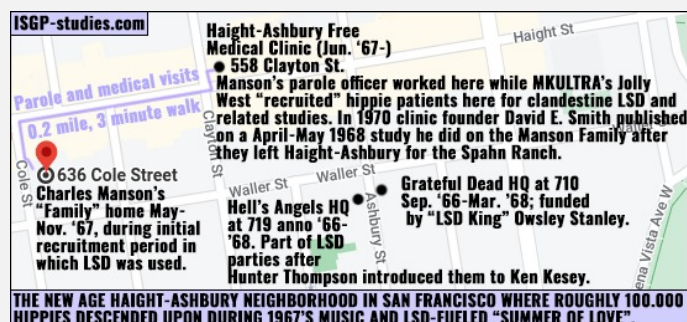 ISGP-studies.com
Haight-Ashbury Free
Medical Clinic (Jun. ‘67-)
558 Clayton St.
Haight St
Manson’s parole officer worked here while MKULTRA’s Jolly
West “recruited” hippie patients here for clandestine LSD and
related studies. In 1970 clinic founder David E. Smith published
on a April-May 1968 study he did on the Manson Family after
they left Haight-Ashbury for the Spahn Ranch.
Parole and medical visits
0.2 mile, 3 minute walk
Clayton St
Waller St
Cole St
636 Cole Street
Charles Manson’s
“Family” home May-
Nov. ‘67, during initial
recruitment period in
which LSD was used.
Waller St
Waller St
Hell’s Angels HQ
at 719 anno ‘66-
‘68. Part of LSD
parties after
Hunter Thompson introduced them to Ken Kesey.
Ashbury St
Grateful Dead HQ at 710
Sep. ‘66-Mar. ‘68; funded
by “LSD King” Owsley Stanley.
ena Vista Ave W
THE NEW AGE HAIGHT-ASHBURY NEIGHBORHOOD IN SAN FRANCISCO WHERE ROUGHLY 100.000
HIPPIES DESCENDED UPON DURING 1967’S MUSIC AND LSD-FUELED “SUMMER OF LOVE”.